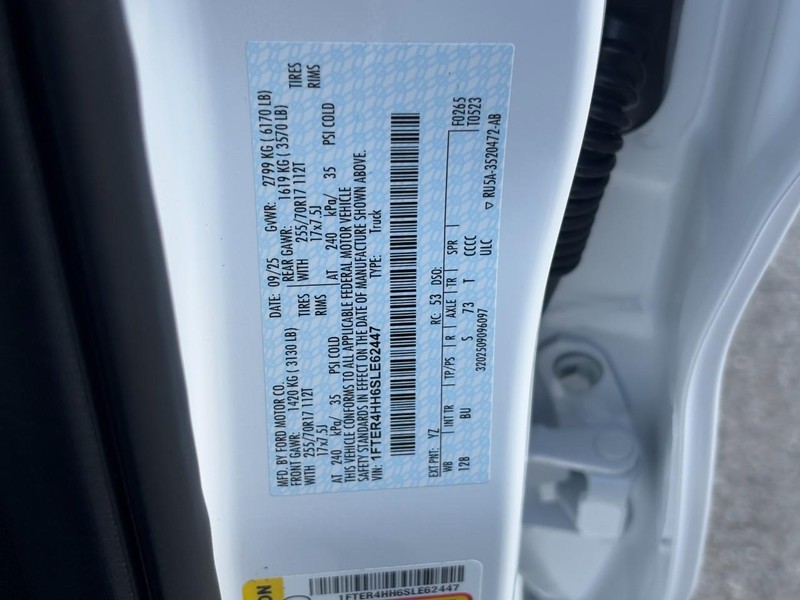 MFD. BY FORD MOTOR CO.
DATE: 09/25 GVWR: 2799 KG ( 6170 LB)
FRONT GAWR: 1420 KG ( 3130 LB)
REAR GAWR: 1619 KG ( 3570 LB)
WITH 255/70R17 112T TIRES
WITH 255/70R17 112T TIRES
17x7.5J RIMS
17x7.5J RIMS
AT 240 kPa/ 35 PSI COLD
AT 240 kPa/ 35 PSI COLD
THIS VEHICLE CONFORMS TO ALL APPLICABLE FEDERAL MOTOR VEHICLE
SAFETY STANDARDS IN EFFECT ON THE DATE OF MANUFACTURE SHOWN ABOVE.
VIN: 1FTER4HH6SLE62447
TYPE: Truck
EXT PNT: YZ RC: 53 DSO: F0265
T0523
WB INT TR TP/PS R AXLE TR SPR
128 BU S 73 T CCCC
3202509096097 ULC
▽ RU5A-3520472-AB
ON
1FTER4HH6SLE62447